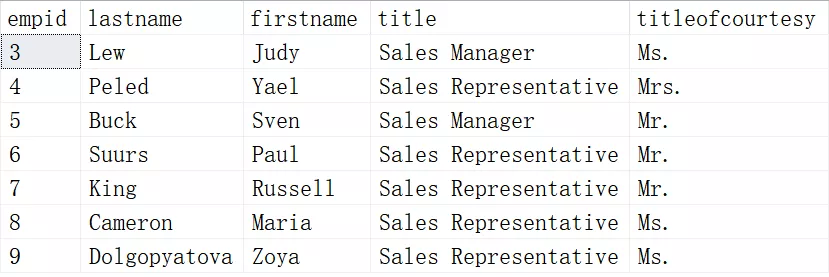 empid lastname firstname title titleofcourtesy
3 Lew Judy Sales Manager Ms.
4 Peled Yael Sales Representative Mrs.
5 Buck Sven Sales Manager Mr.
6 Suurs Paul Sales Representative Mr.
7 King Russell Sales Representative Mr.
8 Cameron Maria Sales Representative Ms.
9 Dolgopyatova Zoya Sales Representative Ms.